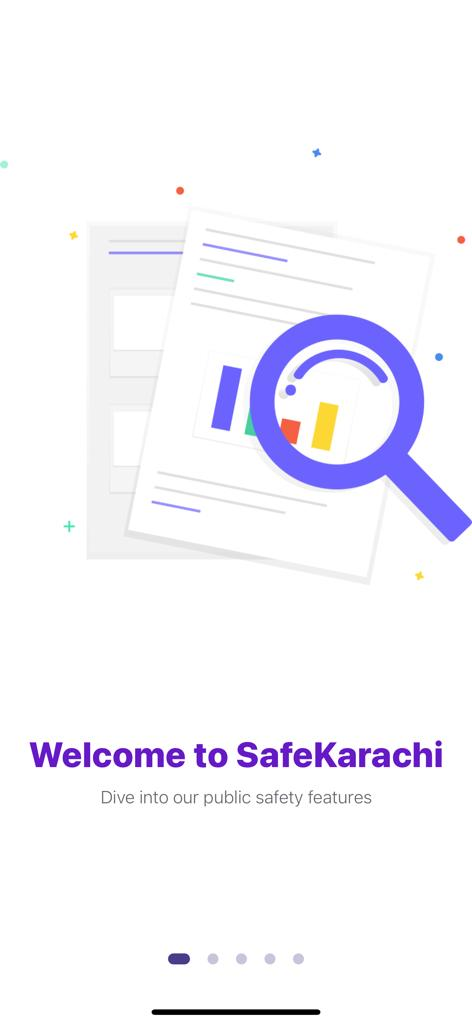 Welcome to SafeKarachi
Dive into our public safety features